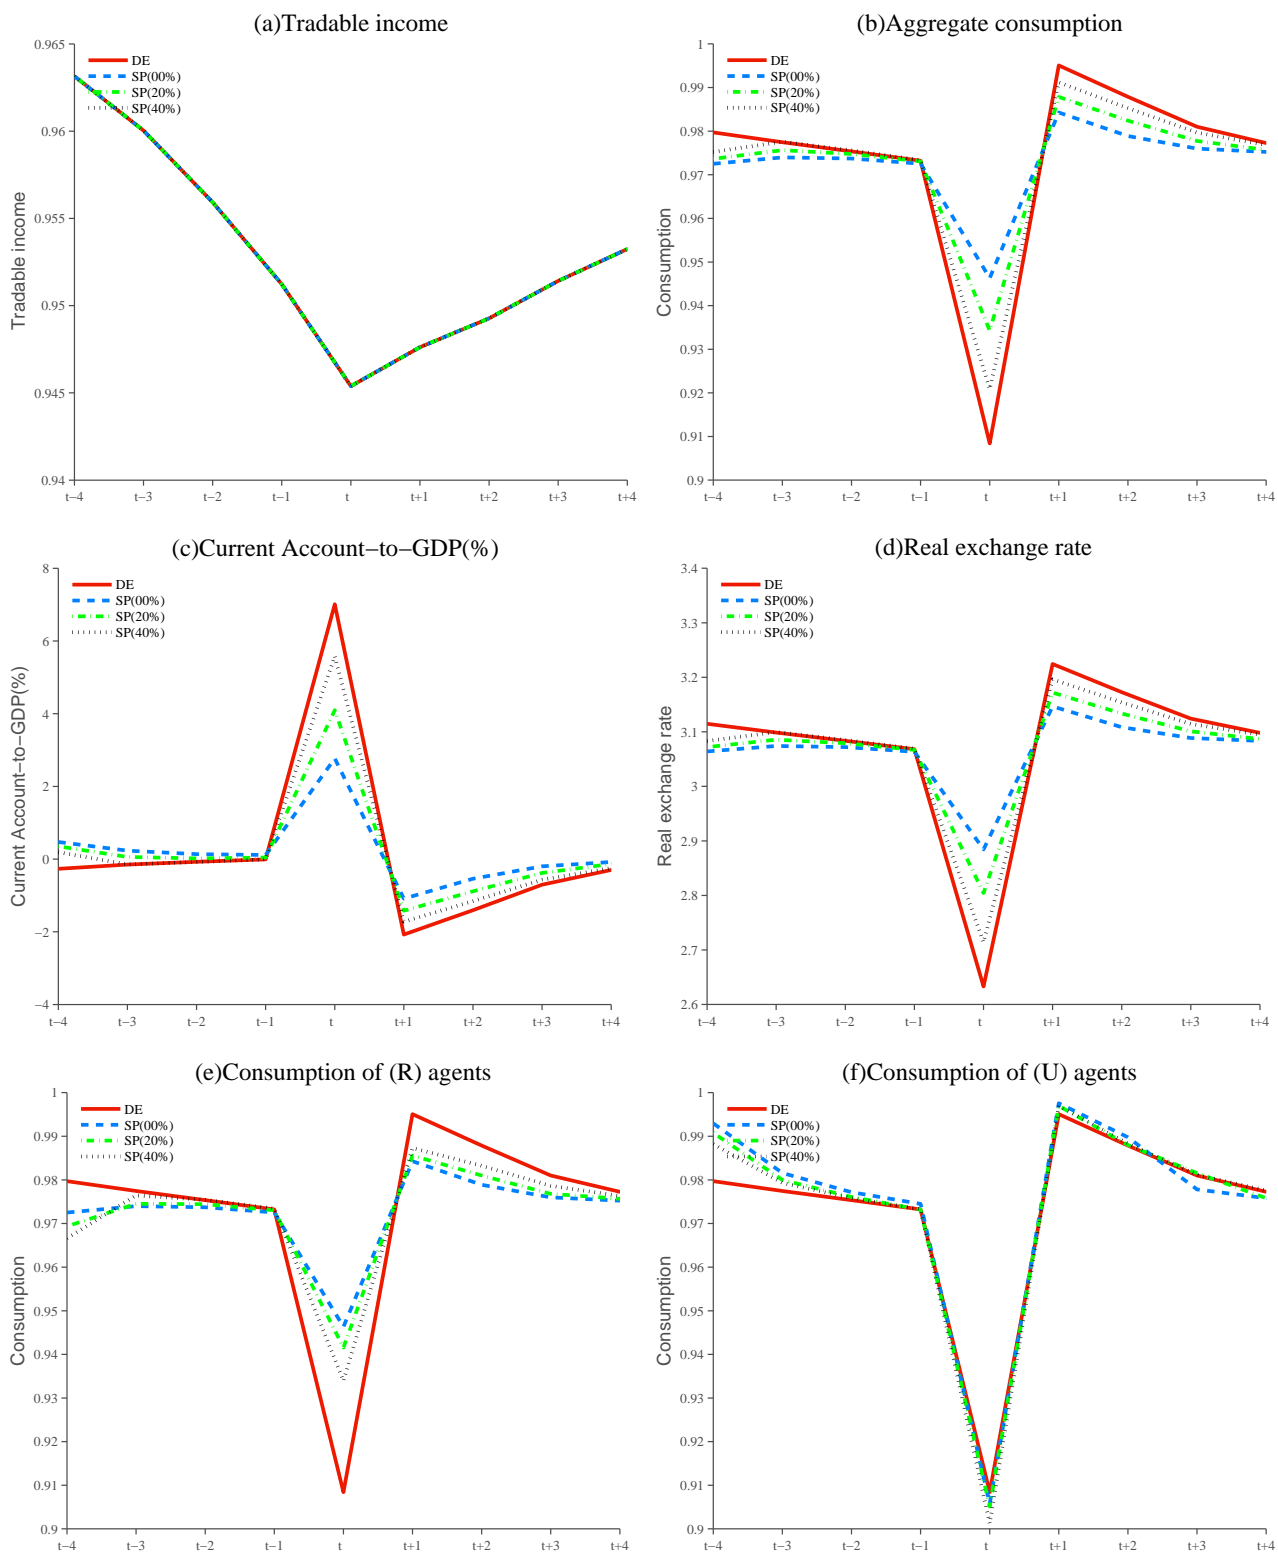 (a)Tradable income
0.965
0.96
0.955
0.95
0.945
0.94
Tradable income
DE
SP(00%)
SP(20%)
SP(40%)
t−4
t−3
t−2
t−1
t
t+1
t+2
t+3
t+4
(b)Aggregate consumption
1
0.99
0.98
0.97
0.96
0.95
0.94
0.93
0.92
0.91
0.9
Consumption
DE
SP(00%)
SP(20%)
SP(40%)
t−4
t−3
t−2
t−1
t
t+1
t+2
t+3
t+4
(c)Current Account−to−GDP(%)
8
6
4
2
0
−2
−4
Current Account−to−GDP(%)
DE
SP(00%)
SP(20%)
SP(40%)
t−4
t−3
t−2
t−1
t
t+1
t+2
t+3
t+4
(d)Real exchange rate
3.4
3.3
3.2
3.1
3
2.9
2.8
2.7
2.6
Real exchange rate
DE
SP(00%)
SP(20%)
SP(40%)
t−4
t−3
t−2
t−1
t
t+1
t+2
t+3
t+4
(e)Consumption of (R) agents
1
0.99
0.98
0.97
0.96
0.95
0.94
0.93
0.92
0.91
0.9
Consumption
DE
SP(00%)
SP(20%)
SP(40%)
t−4
t−3
t−2
t−1
t
t+1
t+2
t+3
t+4
(f)Consumption of (U) agents
1
0.99
0.98
0.97
0.96
0.95
0.94
0.93
0.92
0.91
0.9
Consumption
DE
SP(00%)
SP(20%)
SP(40%)
t−4
t−3
t−2
t−1
t
t+1
t+2
t+3
t+4